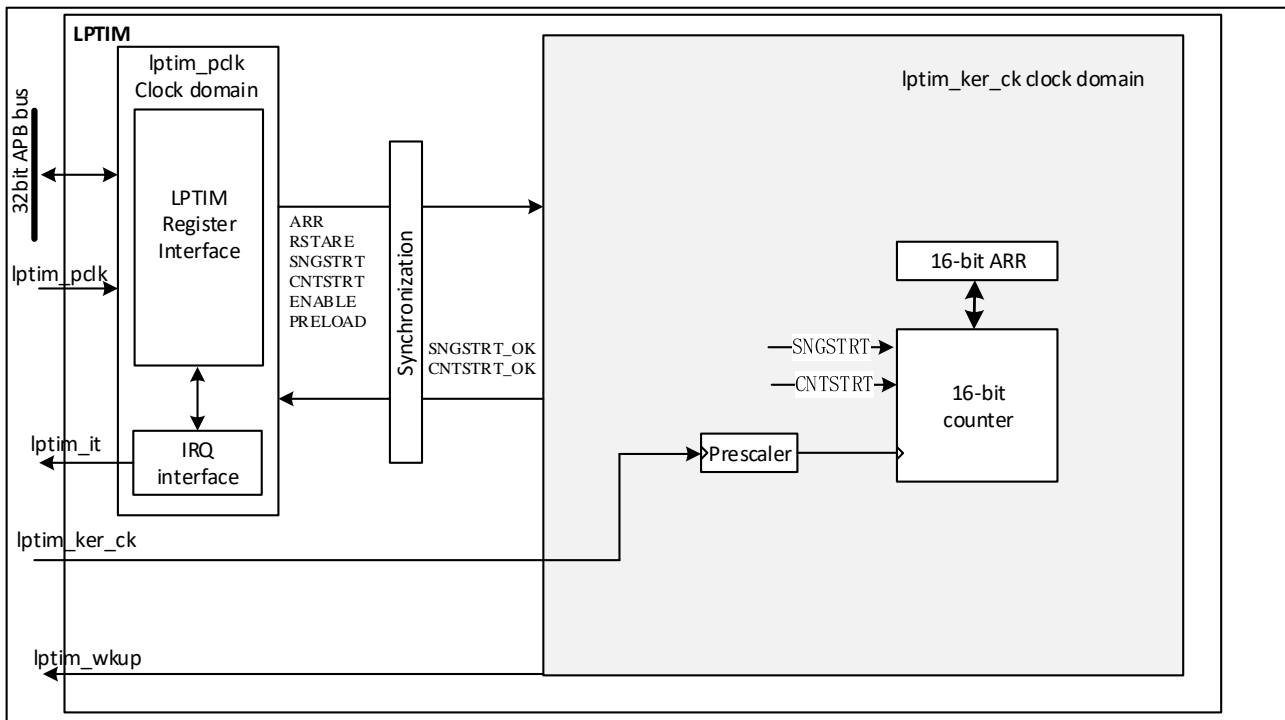 LPTIM
lptim_pclk
Clock domain
lptim_ker_ck clock domain
32bit APB bus
LPTIM
Register
Interface
ARR
RSTARE
SNGSTRT
CNTSTRT
ENABLE
PRELOAD
Synchronization
16-bit ARR
lptim_pclk
SNGSTRT_OK
CNTSTRT_OK
SNGSTRT
CNTSTRT
16-bit
counter
lptim_it
IRQ
interface
Prescaler
lptim_ker_ck
lptim_wkup